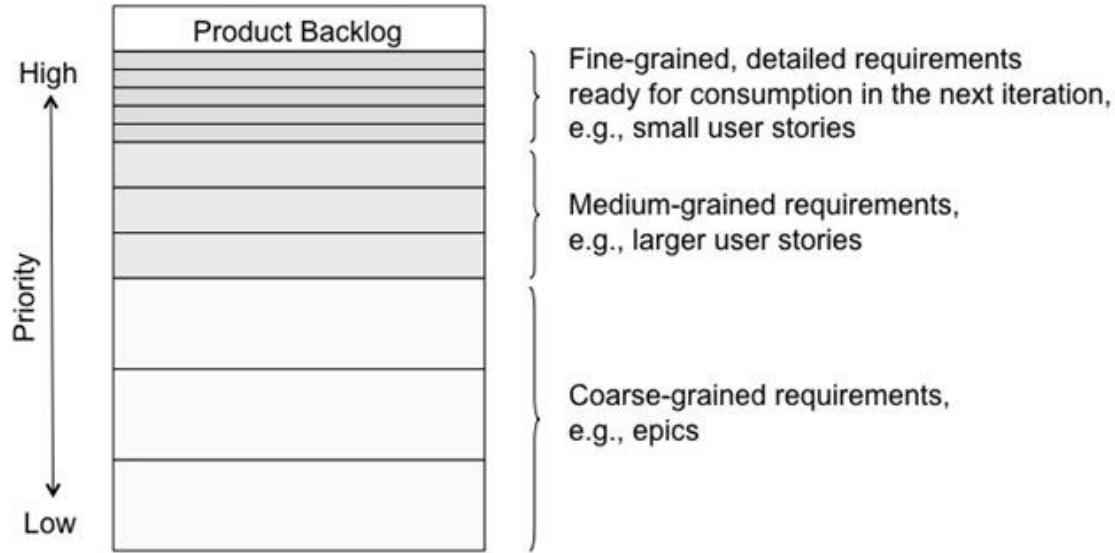 Product Backlog
High
Priority
Low
Fine-grained, detailed requirements
ready for consumption in the next iteration,
e.g., small user stories
Medium-grained requirements,
e.g., larger user stories
Coarse-grained requirements,
e.g., epics